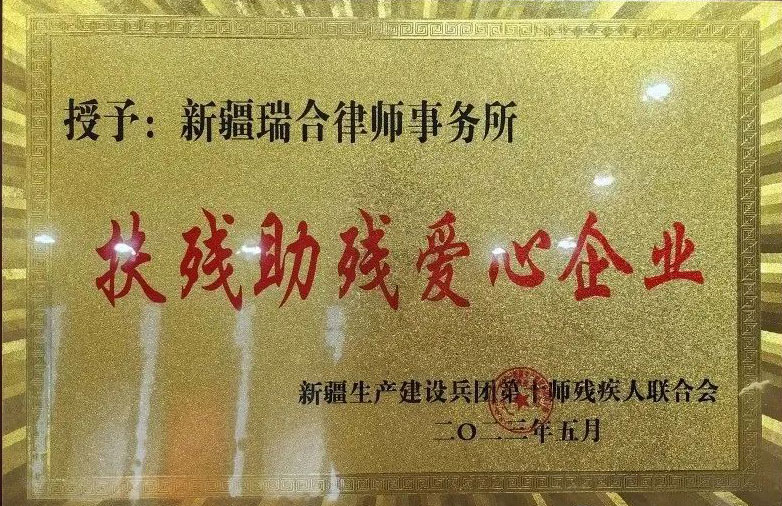 授予：新疆瑞合律师事务所
扶残助残爱心企业
新疆生产建设兵团第十师残疾人联合会
二〇二三年五月